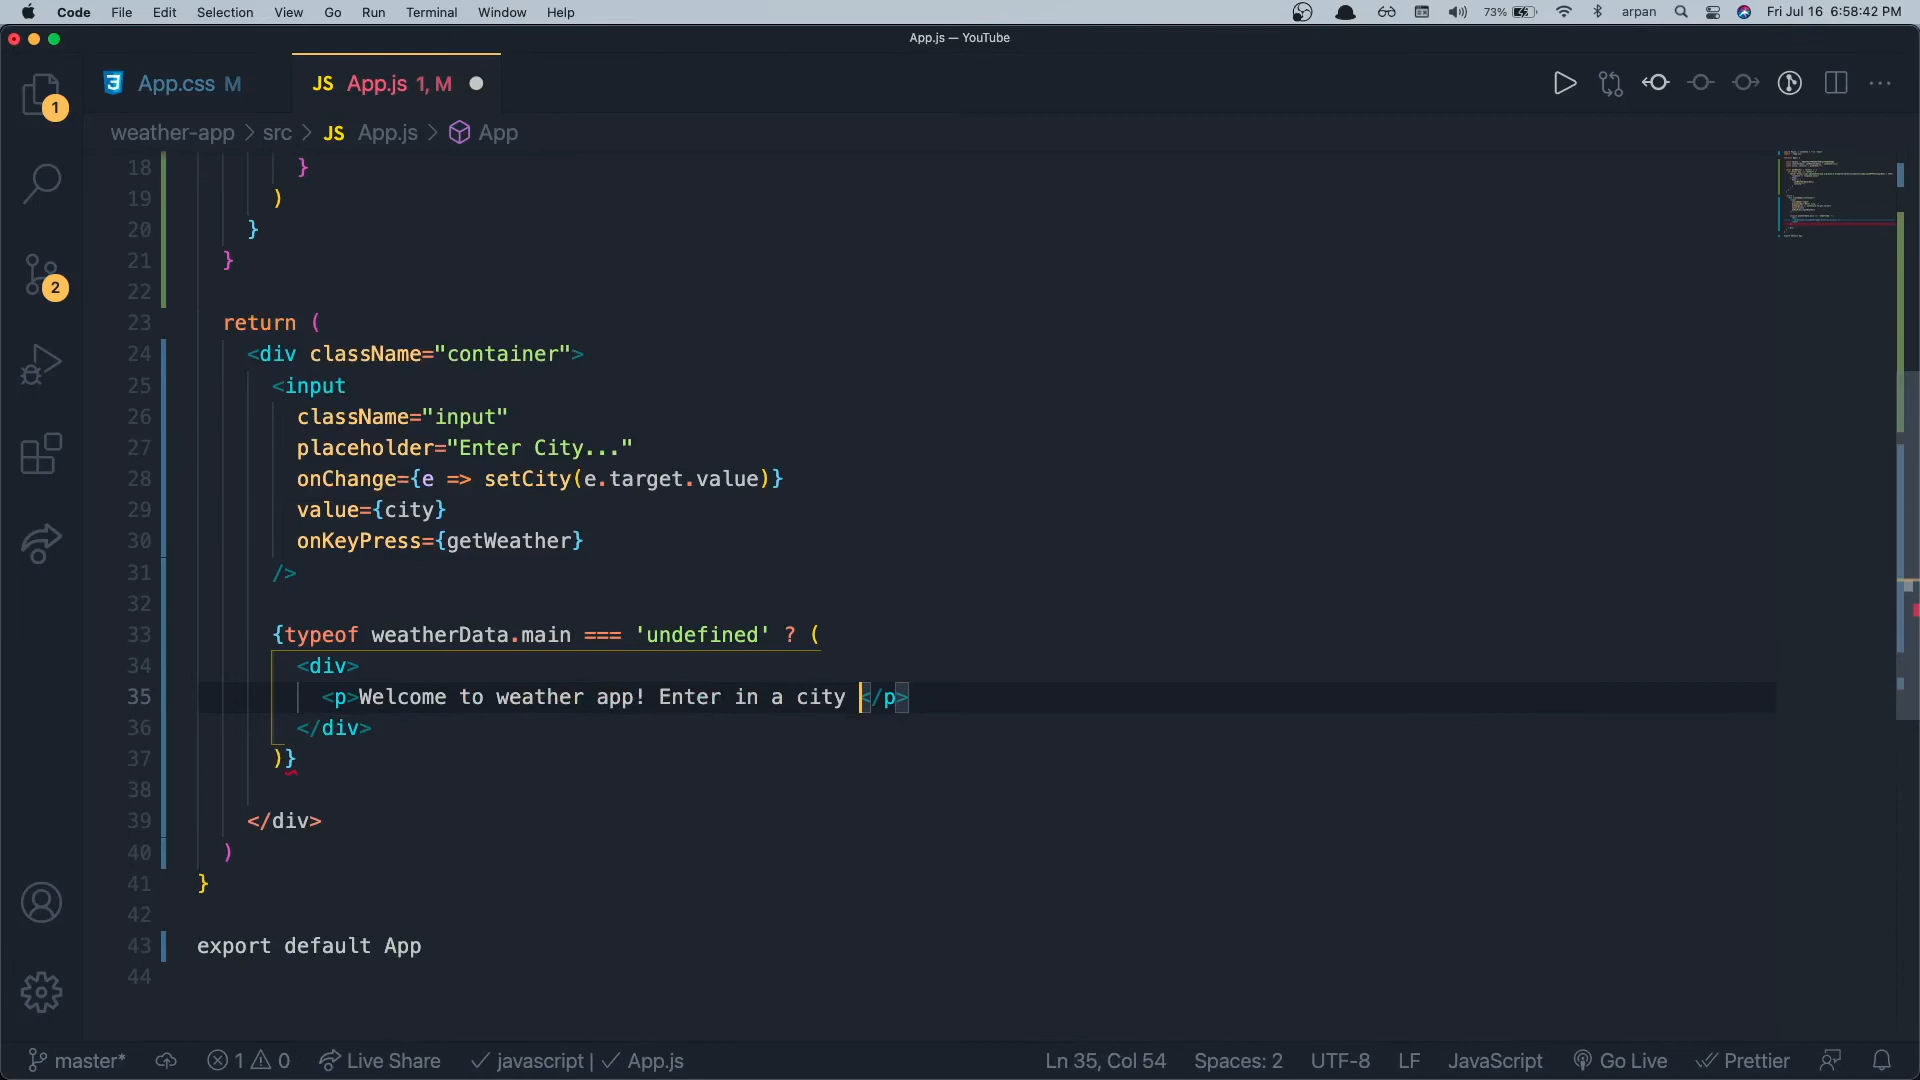 Code File Edit Selection View Go Run Terminal Window Help 73% arpan Fri Jul 16 6:58:42 PM
App.js — YouTube
App.css M JS App.js 1, M
1
weather-app > src > JS App.js > App
18 }
19 )
20 }
21 }
22
2
23 return (
24 <div className="container">
25 <input
26 className="input"
27 placeholder="Enter City..."
28 onChange={e => setCity(e.target.value)}
29 value={city}
30 onKeyPress={getWeather}
31 />
32
33 {typeof weatherData.main === 'undefined' ? (
34 <div>
35 <p>Welcome to weather app! Enter in a city </p>
36 </div>
37 )}
38
39 </div>
40 )
41 }
42
43 export default App
44
master* 1 0 Live Share javascript | App.js Ln 35, Col 54 Spaces: 2 UTF-8 LF JavaScript Go Live Prettier